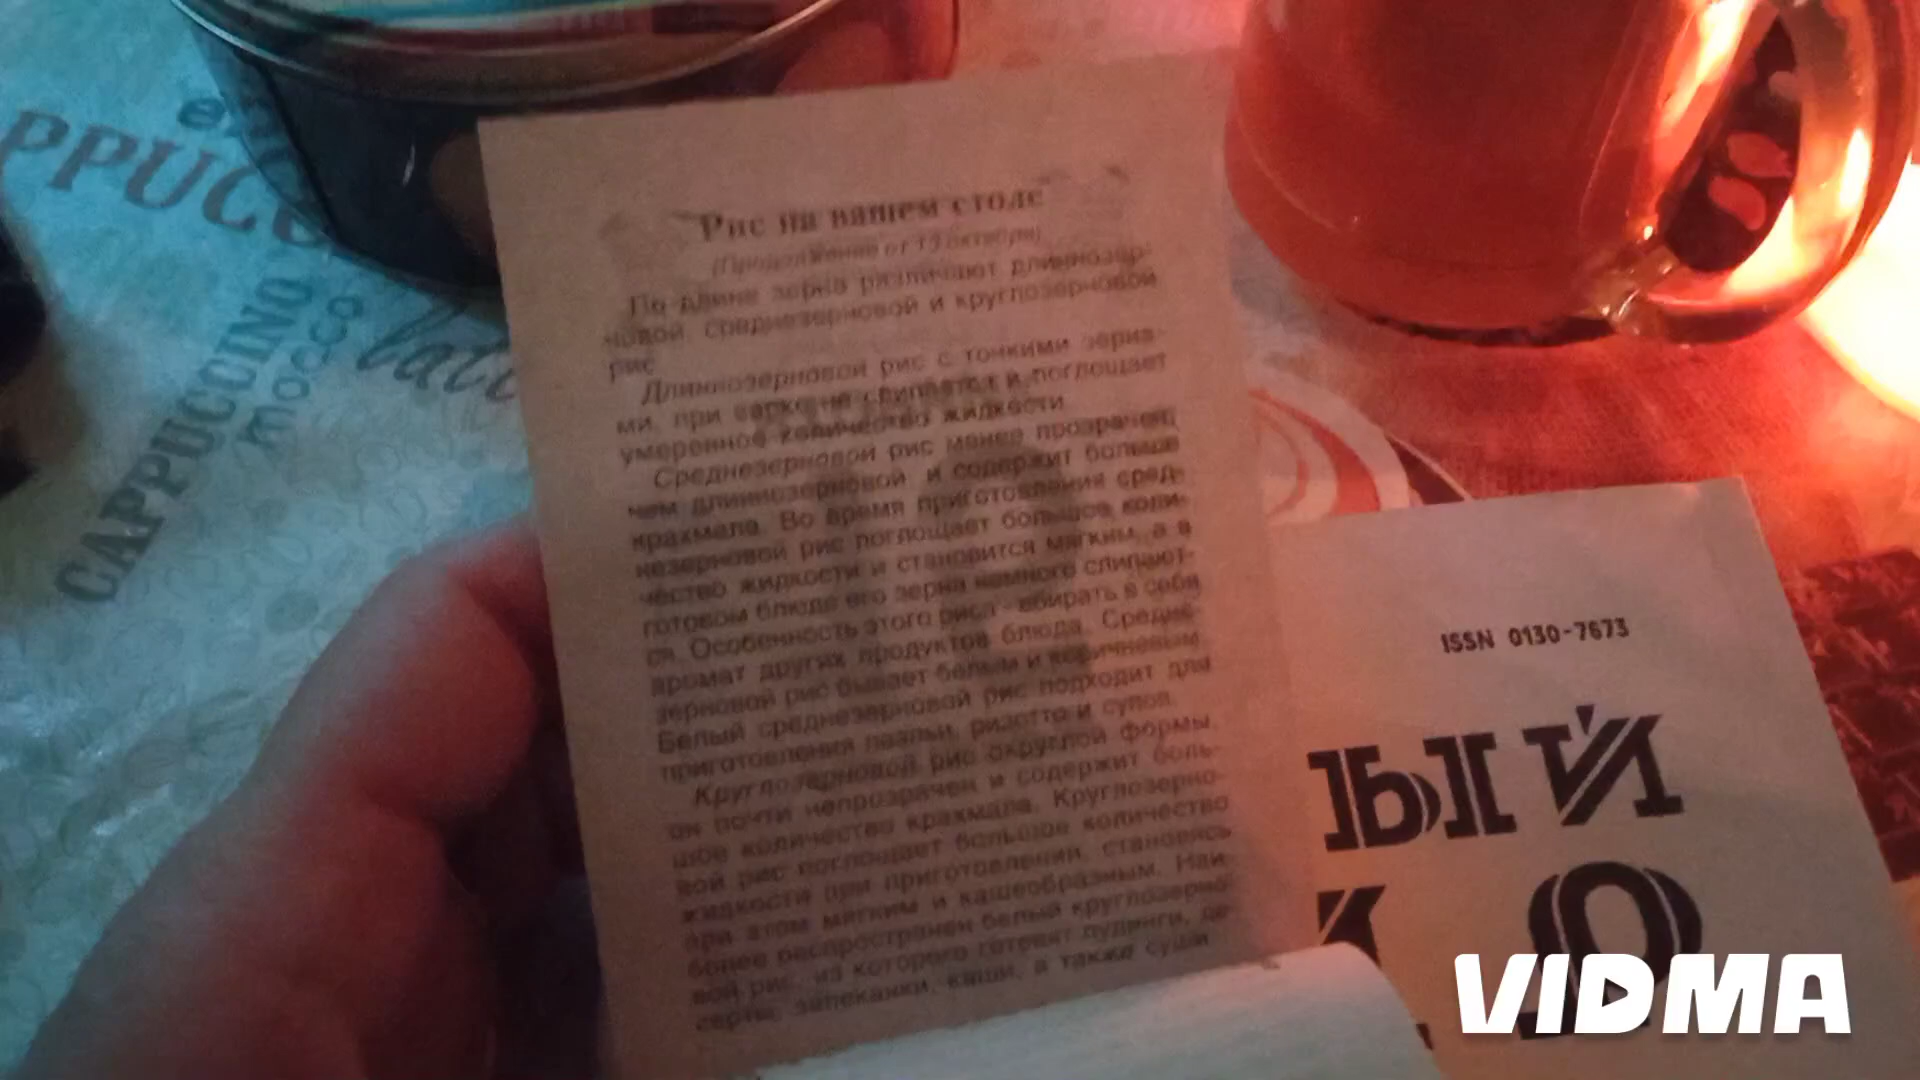 Рис на вашем столе
(Продолжение от 13 октября)
По длине зерна различают длиннозер-
новой, среднезерновой и круглозерновой
рис.
Длиннозерновой рис с тонкими зерна-
ми, при варке не слипается и поглощает
умеренное количество жидкости.
Среднезерновой рис менее прозрачен,
чем длиннозерновой, и содержит больше
крахмала. Во время приготовления сред-
незерновой рис поглощает большое коли-
чество жидкости и становится мягким, а в
готовом блюде его зерна немного слипают-
ся. Особенность этого риса - вбирать в себя
аромат других продуктов блюда. Средне-
зерновой рис бывает белым и коричневым.
Белый среднезерновой рис подходит для
приготовления паэльи, ризотто и супов.
Круглозерновой рис округлой формы,
он почти непрозрачен и содержит боль-
шое количество крахмала. Круглозерно-
вой рис поглощает большое количество
жидкости при приготовлении, становясь
при этом мягким и кашеобразным. Наи-
более распространен белый круглозерно-
вой рис, из которого готовят пудинги, де-
серты, запеканки, каши, а также суши.
ISSN 0130-7673
ЫЙ
CAPPUCCINO
mocco
latt
PPUCC
VIDMA